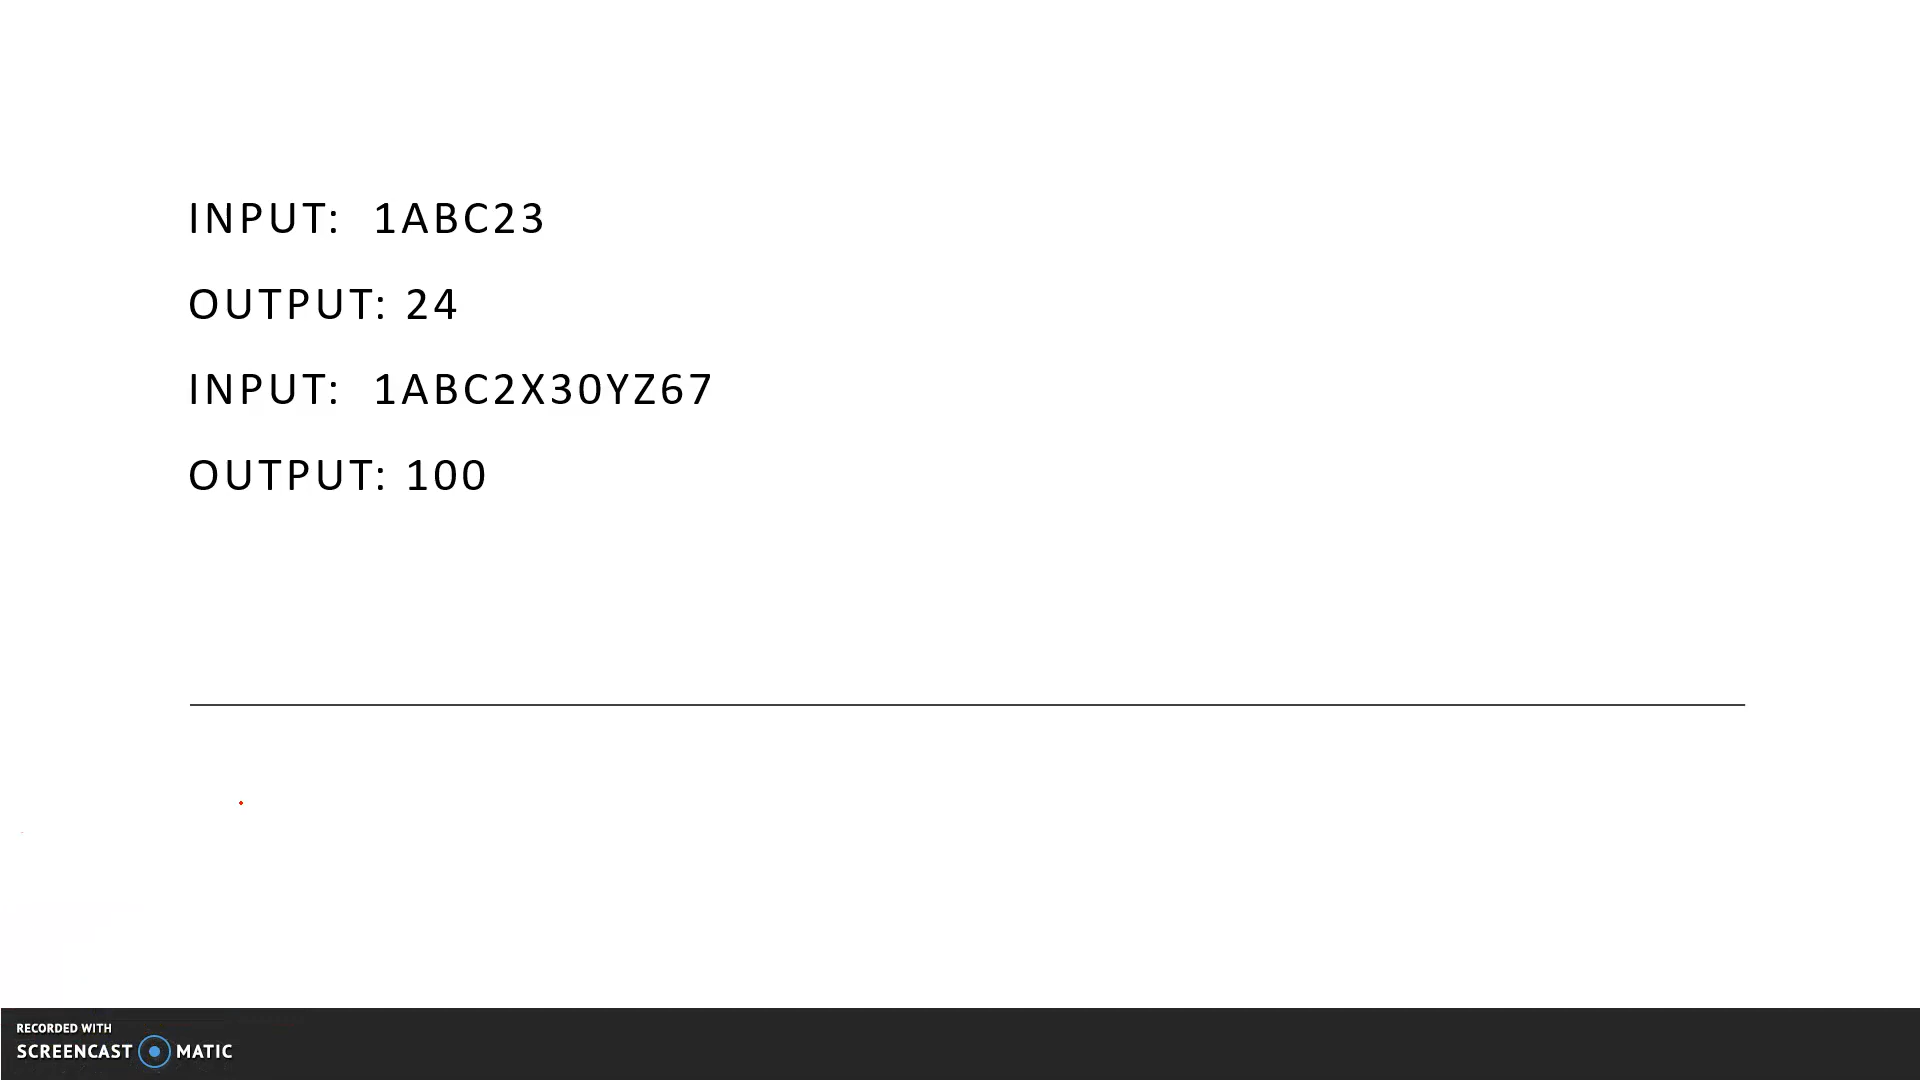 INPUT:  1ABC23
OUTPUT: 24
INPUT:  1ABC2X30YZ67
OUTPUT: 100
RECORDED WITH
SCREENCAST MATIC